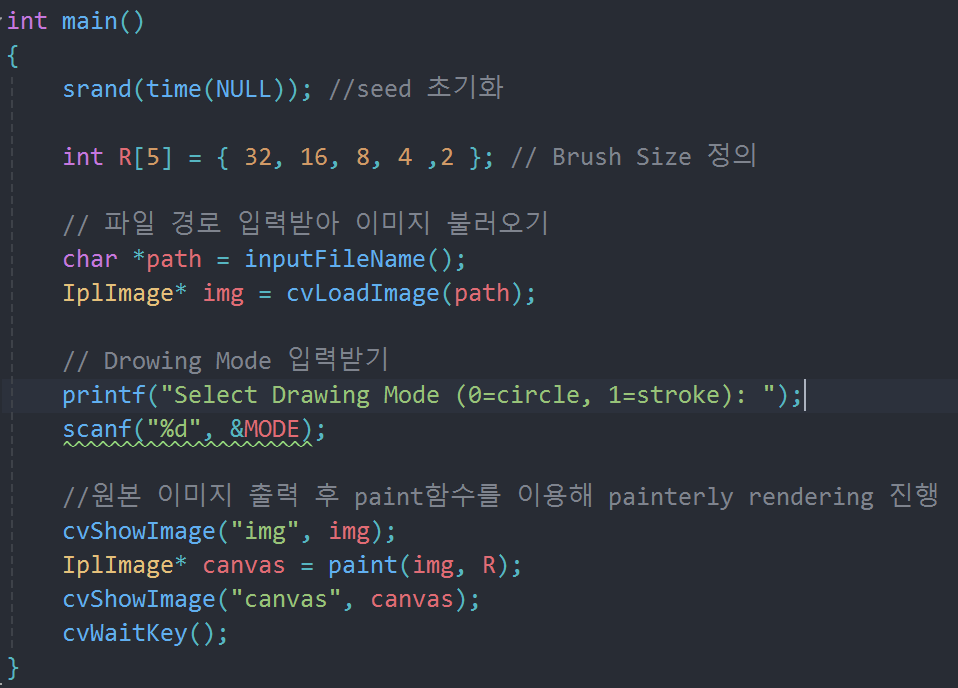 int main()
{
srand(time(NULL)); //seed 초기화
int R[5] = { 32, 16, 8, 4 ,2 }; // Brush Size 정의
// 파일 경로 입력받아 이미지 불러오기
char *path = inputFileName();
IplImage* img = cvLoadImage(path);
// Drowing Mode 입력받기
printf("Select Drawing Mode (0=circle, 1=stroke): ");
scanf("%d", &MODE);
//원본 이미지 출력 후 paint함수를 이용해 painterly rendering 진행
cvShowImage("img", img);
IplImage* canvas = paint(img, R);
cvShowImage("canvas", canvas);
cvWaitKey();
}